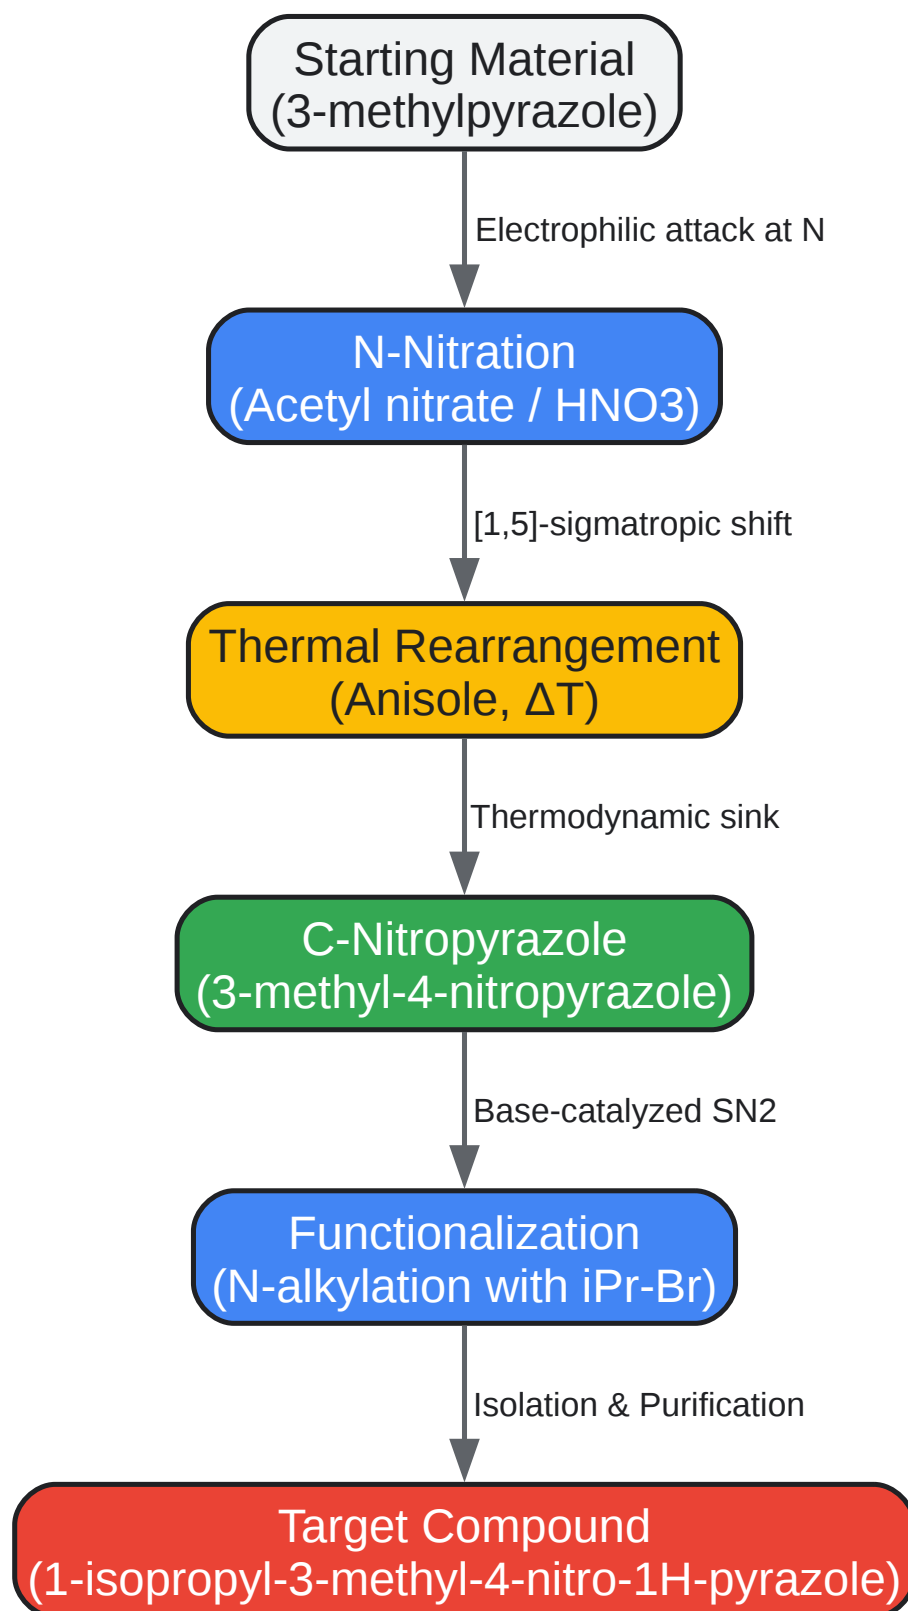 Starting Material
(3-methylpyrazole)
Electrophilic attack at N
N-Nitration
(Acetyl nitrate / HNO3)
[1,5]-sigmatropic shift
Thermal Rearrangement
(Anisole, ΔT)
Thermodynamic sink
C-Nitropyrazole
(3-methyl-4-nitropyrazole)
Base-catalyzed SN2
Functionalization
(N-alkylation with iPr-Br)
Isolation & Purification
Target Compound
(1-isopropyl-3-methyl-4-nitro-1H-pyrazole)